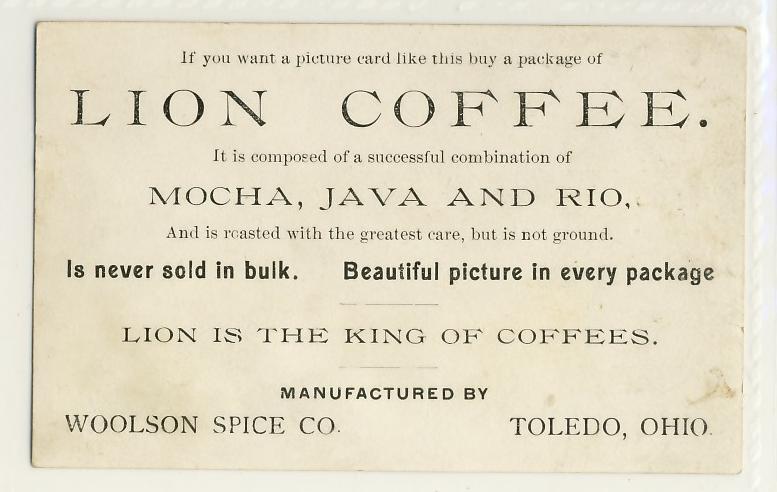 If you want a picture card like this buy a package of
LION COFFEE.
It is composed of a successful combination of
MOCHA, JAVA AND RIO,
And is roasted with the greatest care, but is not ground.
Is never sold in bulk. Beautiful picture in every package
LION IS THE KING OF COFFEES.
MANUFACTURED BY
WOOLSON SPICE CO. TOLEDO, OHIO.